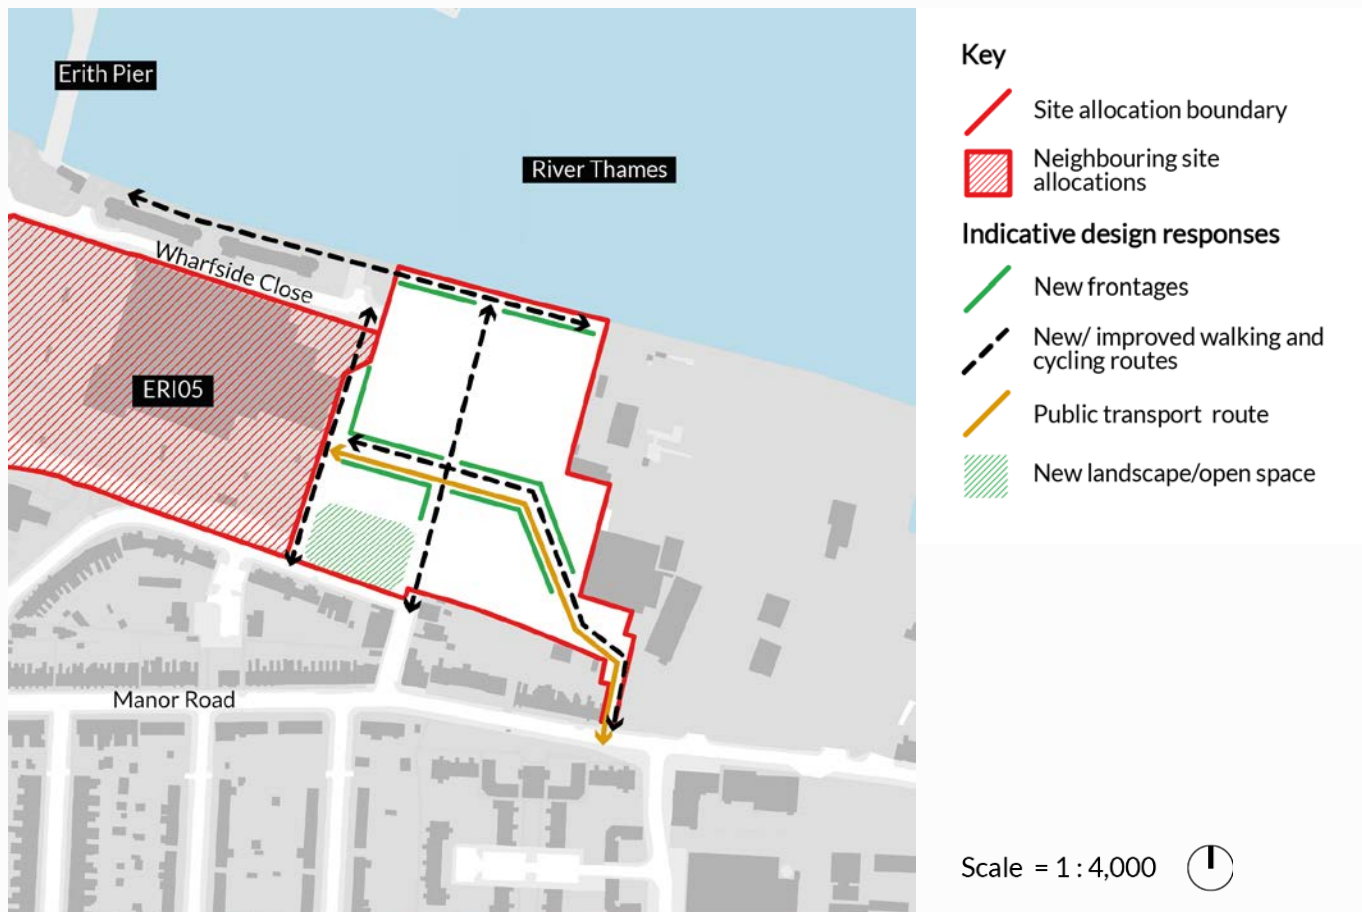 Erith Pier
River Thames
Wharfside Close
ERI05
Manor Road
Key
Site allocation boundary
Neighbouring site
allocations
Indicative design responses
New frontages
New/ improved walking and
cycling routes
Public transport route
New landscape/open space
Scale = 1 : 4,000